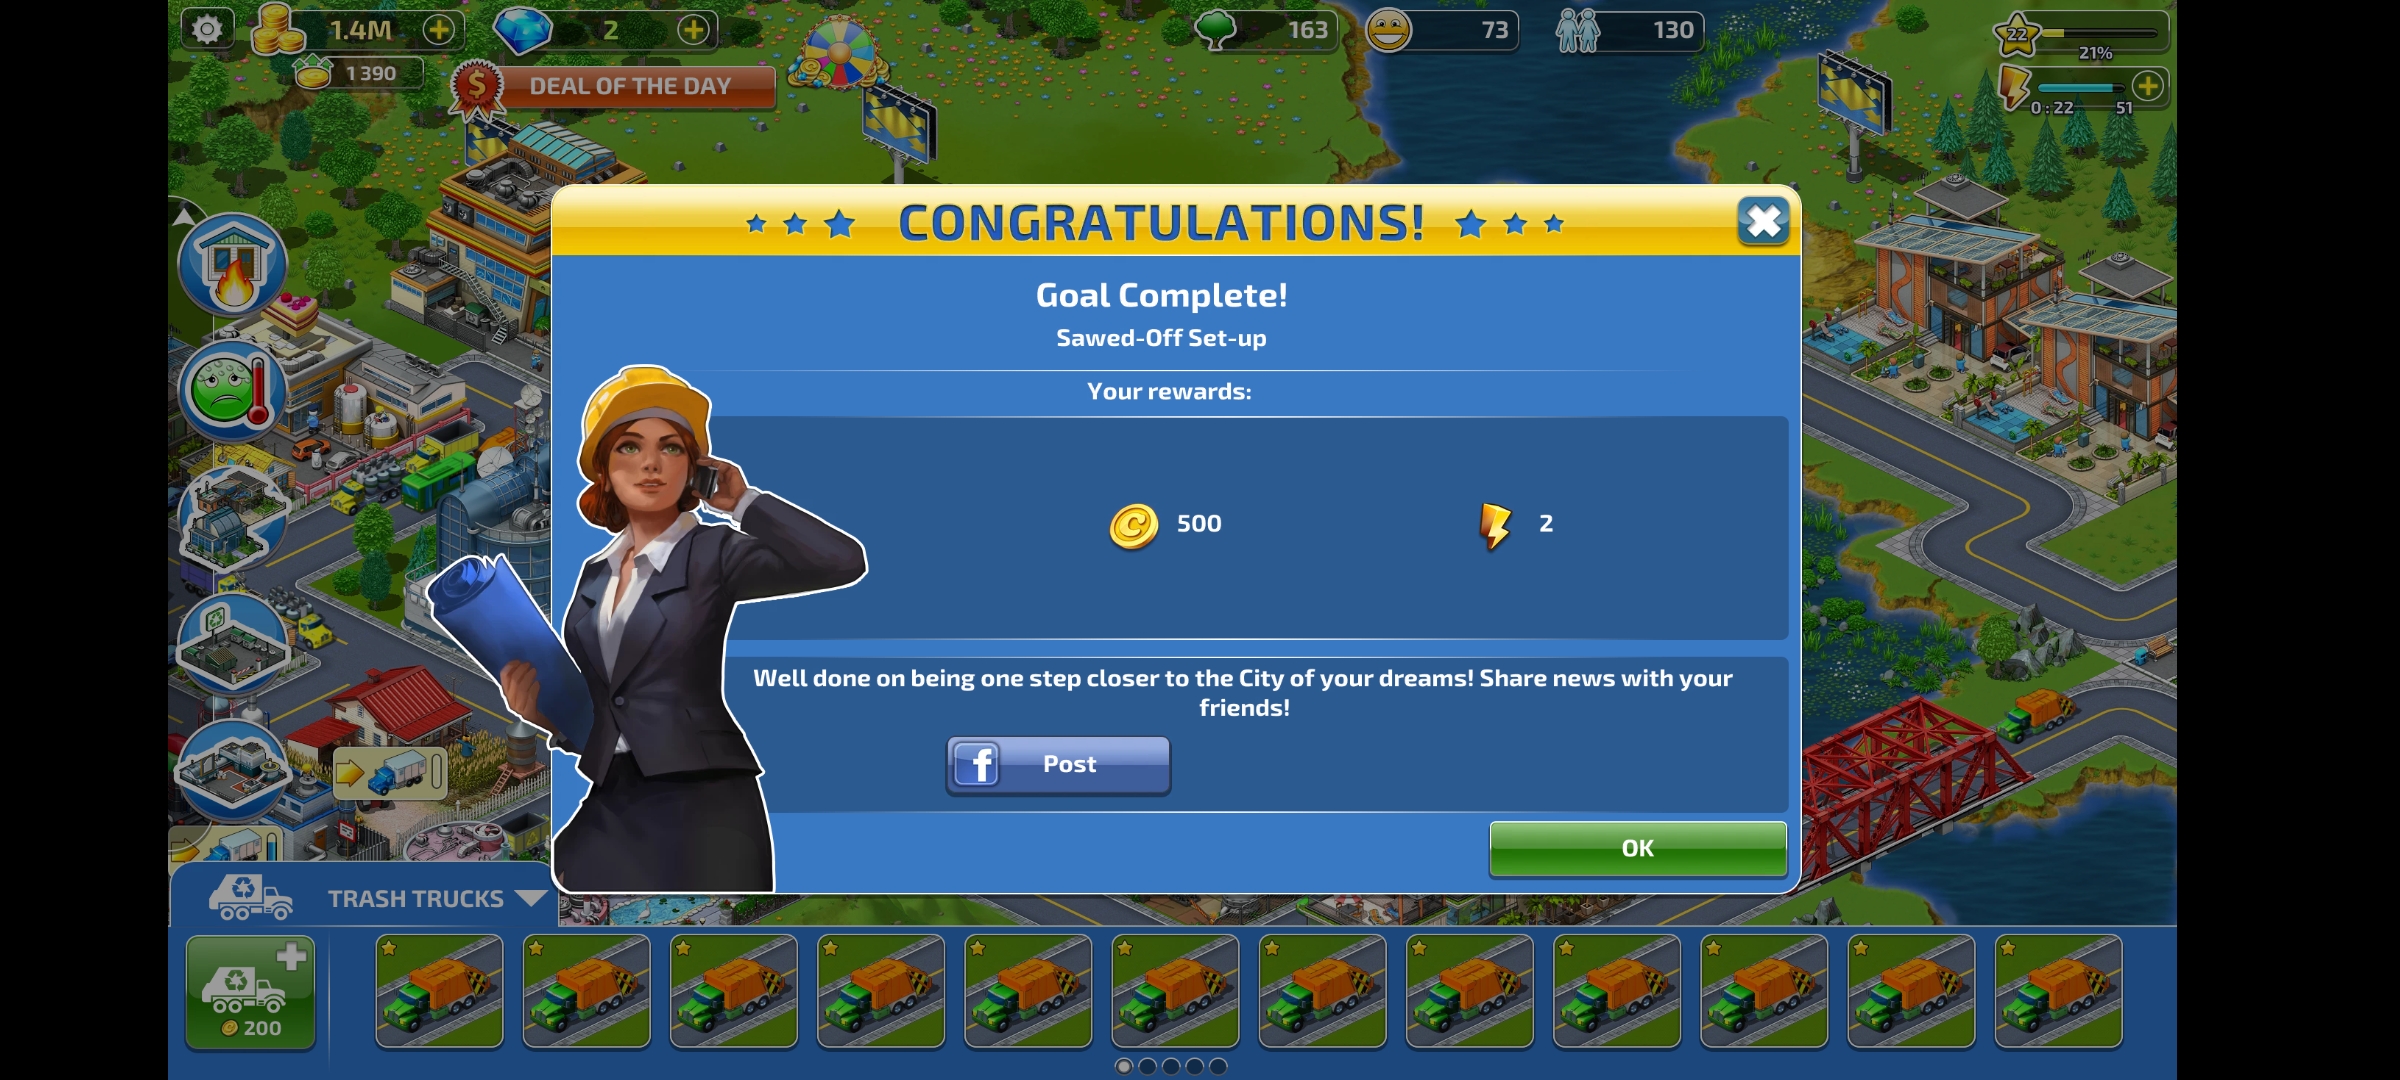 1.4M
2
163
73
130
22
21%
1 390
DEAL OF THE DAY
0 : 22
51
CONGRATULATIONS!
Goal Complete!
Sawed-Off Set-up
Your rewards:
500
2
Well done on being one step closer to the City of your dreams! Share news with your
friends!
f Post
OK
TRASH TRUCKS
200